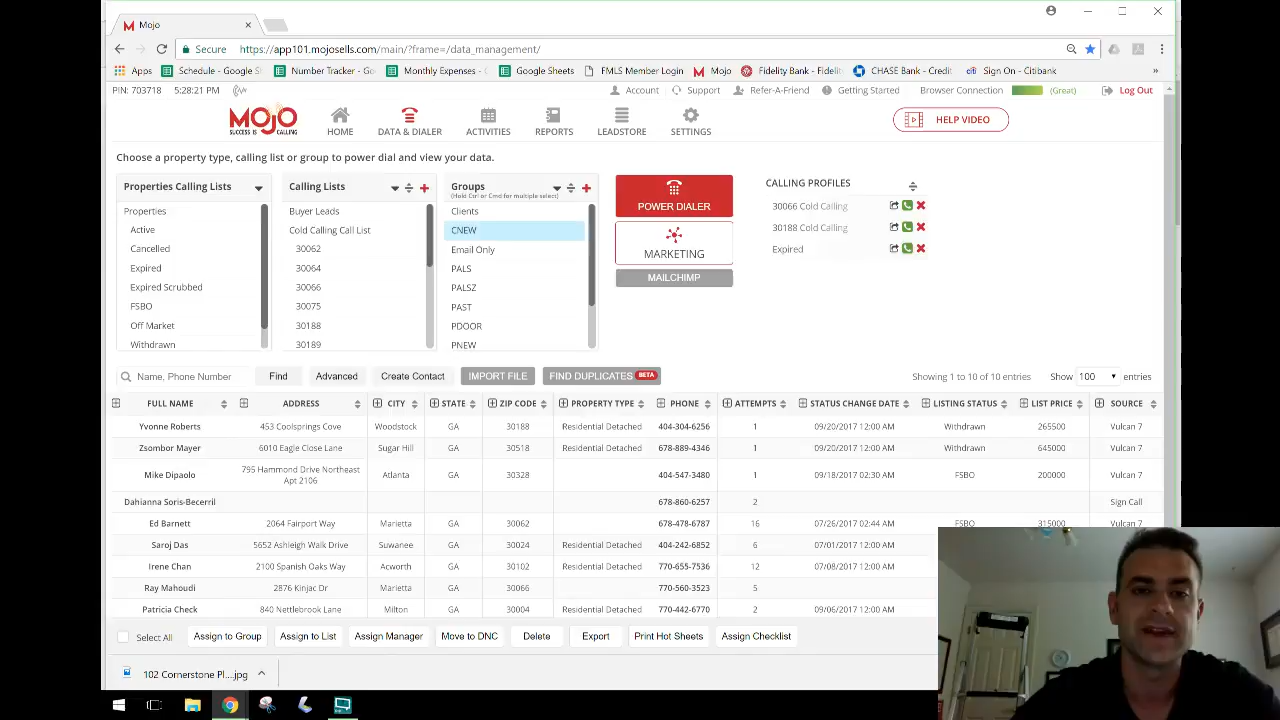 Mojo
Secure https://app101.mojosells.com/main/?frame=/data_management/
Apps Schedule - Google S Number Tracker - Go Monthly Expenses - Google Sheets FMLS Member Login Mojo Fidelity Bank - Fideli CHASE Bank - Credit citi Sign On - Citibank »
PIN: 703718 5:28:21 PM Account Support Refer-A-Friend Getting Started Browser Connection (Great) Log Out
MOJO
SUCCESS IS CALLING
HOME DATA & DIALER ACTIVITIES REPORTS LEADSTORE SETTINGS HELP VIDEO
Choose a property type, calling list or group to power dial and view your data.
Properties Calling Lists
Properties
Active
Cancelled
Expired
Expired Scrubbed
FSBO
Off Market
Withdrawn
Calling Lists
Buyer Leads
Cold Calling Call List
30062
30064
30066
30075
30188
30189
Groups
(Hold Ctrl or Cmd for multiple select)
Clients
CNEW
Email Only
PALS
PALSZ
PAST
PDOOR
PNEW
POWER DIALER
MARKETING
MAILCHIMP
CALLING PROFILES
30066 Cold Calling
30188 Cold Calling
Expired
Name, Phone Number Find Advanced Create Contact IMPORT FILE FIND DUPLICATES BETA Showing 1 to 10 of 10 entries Show 100 entries
FULL NAME ADDRESS CITY STATE ZIP CODE PROPERTY TYPE PHONE ATTEMPTS STATUS CHANGE DATE LISTING STATUS LIST PRICE SOURCE
Yvonne Roberts 453 Coolsprings Cove Woodstock GA 30188 Residential Detached 404-304-6256 1 09/20/2017 12:00 AM Withdrawn 265500 Vulcan 7
Zsombor Mayer 6010 Eagle Close Lane Sugar Hill GA 30518 Residential Detached 678-889-4346 1 09/20/2017 12:00 AM Withdrawn 645000 Vulcan 7
Mike Dipaolo 795 Hammond Drive Northeast Apt 2106 Atlanta GA 30328 404-547-3480 1 09/18/2017 02:30 AM FSBO 200000 Vulcan 7
Dahianna Soris-Becerril 678-860-6257 2 Sign Call
Ed Barnett 2064 Fairport Way Marietta GA 30062 678-478-6787 16 07/26/2017 02:44 AM FSBO 315000 Vulcan 7
Saroj Das 5652 Ashleigh Walk Drive Suwanee GA 30024 Residential Detached 404-242-6852 6 07/01/2017 12:00 AM
Irene Chan 2100 Spanish Oaks Way Acworth GA 30102 Residential Detached 770-655-7536 12 07/08/2017 12:00 AM
Ray Mahoudi 2876 Kinjac Dr Marietta GA 30066 770-560-3523 5
Patricia Check 840 Nettlebrook Lane Milton GA 30004 Residential Detached 770-442-6770 2 09/06/2017 12:00 AM
Select All Assign to Group Assign to List Assign Manager Move to DNC Delete Export Print Hot Sheets Assign Checklist
102 Cornerstone Pl....jpg